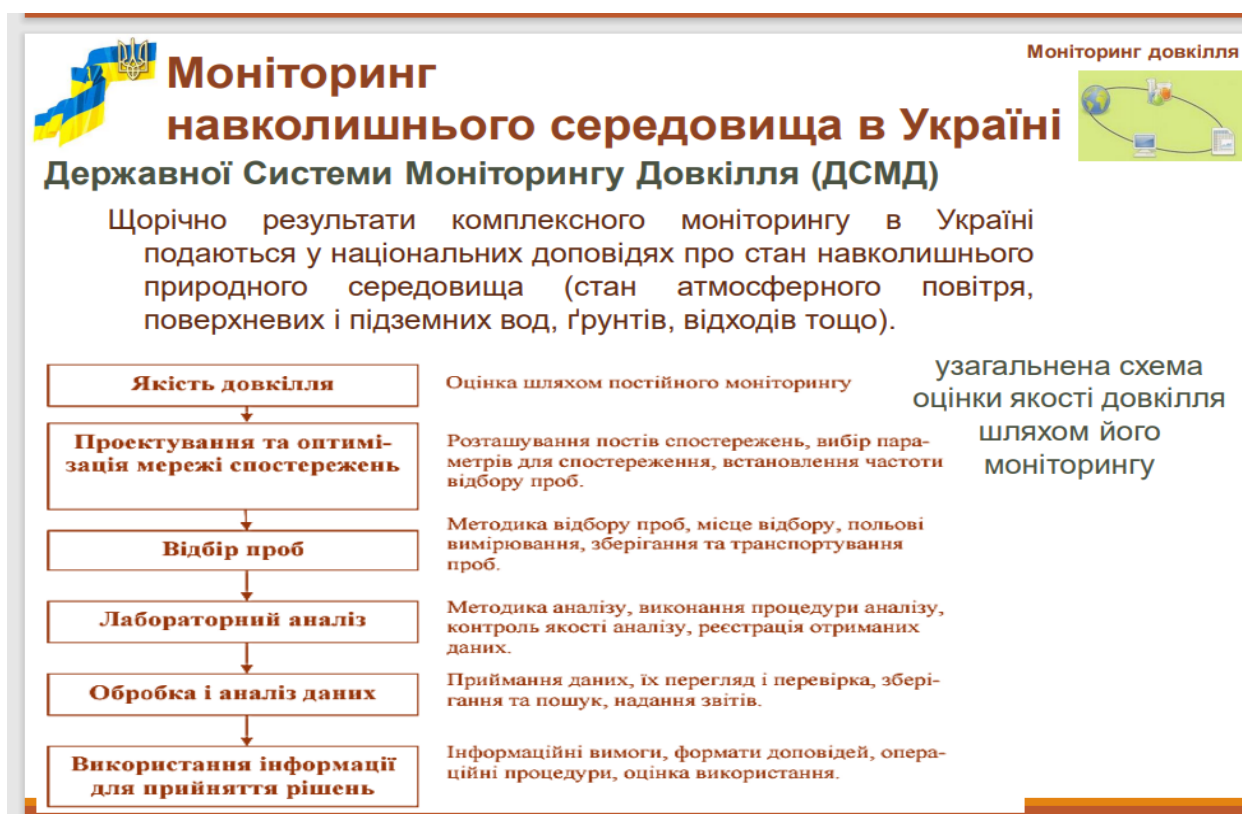 Моніторинг довкілля
Моніторинг
навколишнього середовища в Україні
Державної Системи Моніторингу Довкілля (ДСМД)
Щорічно результати комплексного моніторингу в Україні
подаються у національних доповідях про стан навколишнього
природного середовища (стан атмосферного повітря,
поверхневих і підземних вод, ґрунтів, відходів тощо).
узагальнена схема
оцінки якості довкілля
шляхом його
моніторингу
Якість довкілля
Оцінка шляхом постійного моніторингу
Проектування та оптимі-
зація мережі спостережень
Розташування постів спостережень, вибір пара-
метрів для спостереження, встановлення частоти
відбору проб.
Відбір проб
Методика відбору проб, місце відбору, польові
вимірювання, зберігання та транспортування
проб.
Лабораторний аналіз
Методика аналізу, виконання процедури аналізу,
контроль якості аналізу, реєстрація отриманих
даних.
Обробка і аналіз даних
Приймання даних, їх перегляд і перевірка, збері-
гання та пошук, надання звітів.
Використання інформації
для прийняття рішень
Інформаційні вимоги, формати доповідей, опера-
ційні процедури, оцінка використання.